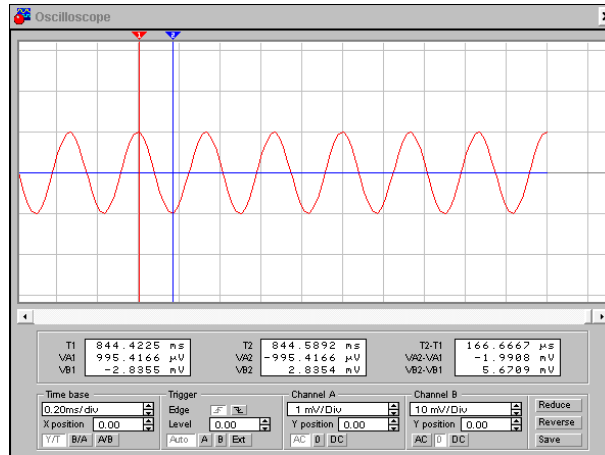 Oscilloscope
1 2
T1 844.4225 ms T2 844.5892 ms T2-T1 166.6667 µs
VA1 995.4166 µV VA2 -995.4166 µV VA2-VA1 -1.9908 mV
VB1 -2.8355 mV VB2 2.8354 mV VB2-VB1 5.6709 mV
Time base Trigger Channel A Channel B
0.20ms/div Edge 1 mV/Div 10 mV/Div Reduce
X position 0.00 Level 0.00 Y position 0.00 Y position 0.00 Reverse
Y/T B/A A/B Auto A B Ext AC 0 DC AC 0 DC Save